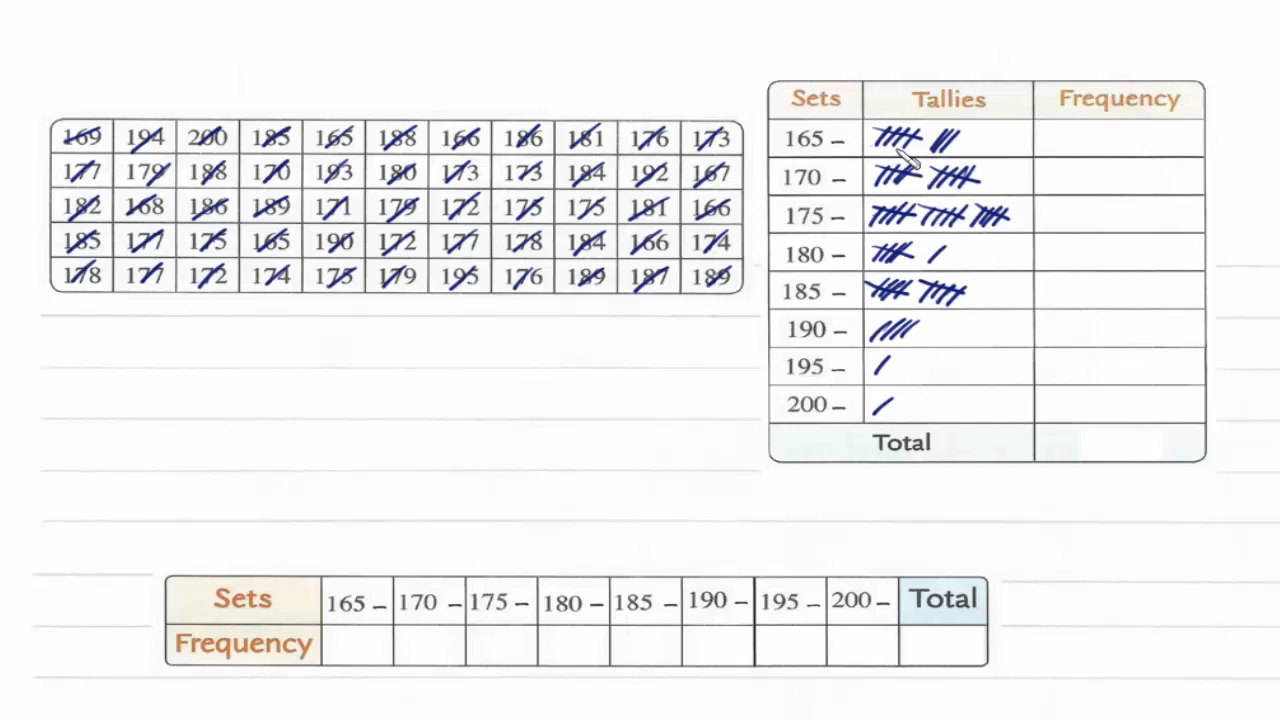 169 194 200 185 165 188 166 186 181 176 173
177 179 188 170 193 180 173 173 184 192 167
182 168 186 189 171 179 172 175 175 181 166
185 177 175 165 190 172 177 178 184 166 174
178 177 172 174 175 179 195 176 189 187 189
Sets Tallies Frequency
165 –
170 –
175 –
180 –
185 –
190 –
195 –
200 –
Total
Sets 165 – 170 – 175 – 180 – 185 – 190 – 195 – 200 – Total
Frequency